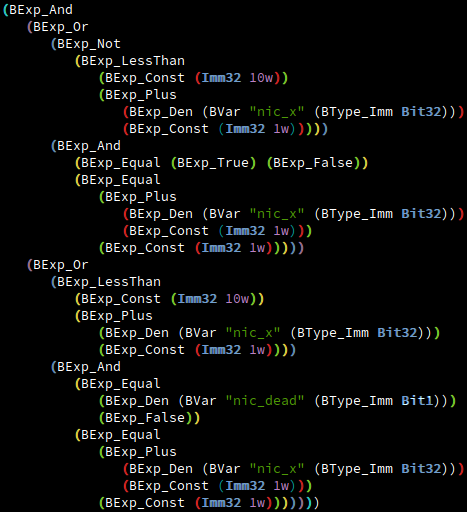 (BExp_And
   (BExp_Or
      (BExp_Not
         (BExp_LessThan
            (BExp_Const (Imm32 10w))
            (BExp_Plus
               (BExp_Den (BVar "nic_x" (BType_Imm Bit32)))
               (BExp_Const (Imm32 1w)))))
      (BExp_And
         (BExp_Equal (BExp_True) (BExp_False))
         (BExp_Equal
            (BExp_Plus
               (BExp_Den (BVar "nic_x" (BType_Imm Bit32)))
               (BExp_Const (Imm32 1w)))
            (BExp_Const (Imm32 1w)))))
   (BExp_Or
      (BExp_LessThan
         (BExp_Const (Imm32 10w))
         (BExp_Plus
            (BExp_Den (BVar "nic_x" (BType_Imm Bit32)))
            (BExp_Const (Imm32 1w))))
      (BExp_And
         (BExp_Equal
            (BExp_Den (BVar "nic_dead" (BType_Imm Bit1)))
            (BExp_False))
         (BExp_Equal
            (BExp_Plus
               (BExp_Den (BVar "nic_x" (BType_Imm Bit32)))
               (BExp_Const (Imm32 1w)))
            (BExp_Const (Imm32 1w))))))